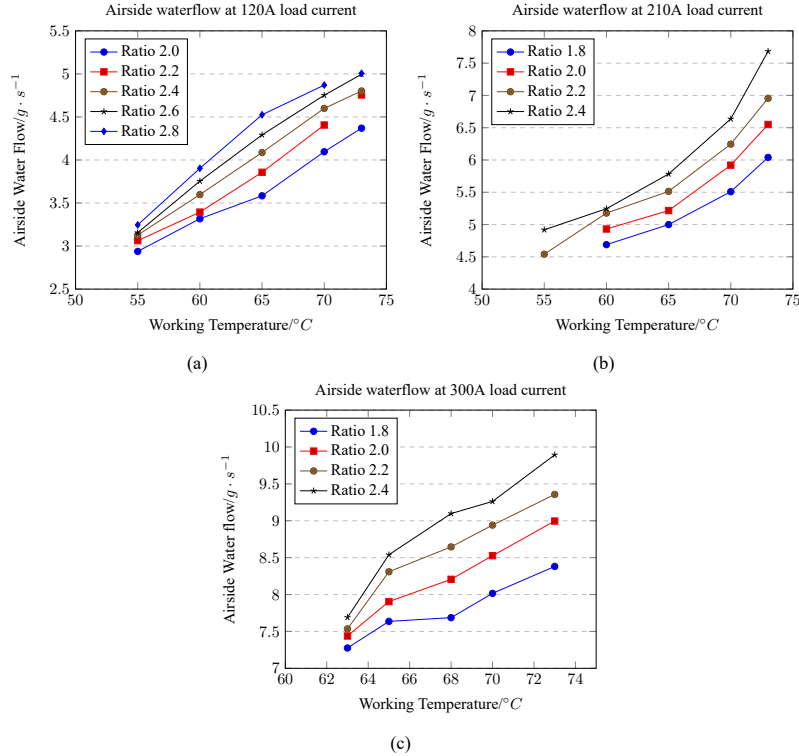 Airside waterflow at 120A load current
Airside Water Flow/g · s⁻¹
5.5
5
4.5
4
3.5
3
2.5
Ratio 2.0
Ratio 2.2
Ratio 2.4
Ratio 2.6
Ratio 2.8
50 55 60 65 70 75
Working Temperature/°C
(a)
Airside waterflow at 210A load current
Airside Water Flow/g · s⁻¹
8
7.5
7
6.5
6
5.5
5
4.5
4
Ratio 1.8
Ratio 2.0
Ratio 2.2
Ratio 2.4
50 55 60 65 70 75
Working Temperature/°C
(b)
Airside waterflow at 300A load current
Airside Water flow/g · s⁻¹
10.5
10
9.5
9
8.5
8
7.5
7
Ratio 1.8
Ratio 2.0
Ratio 2.2
Ratio 2.4
60 62 64 66 68 70 72 74
Working Temperature/°C
(c)